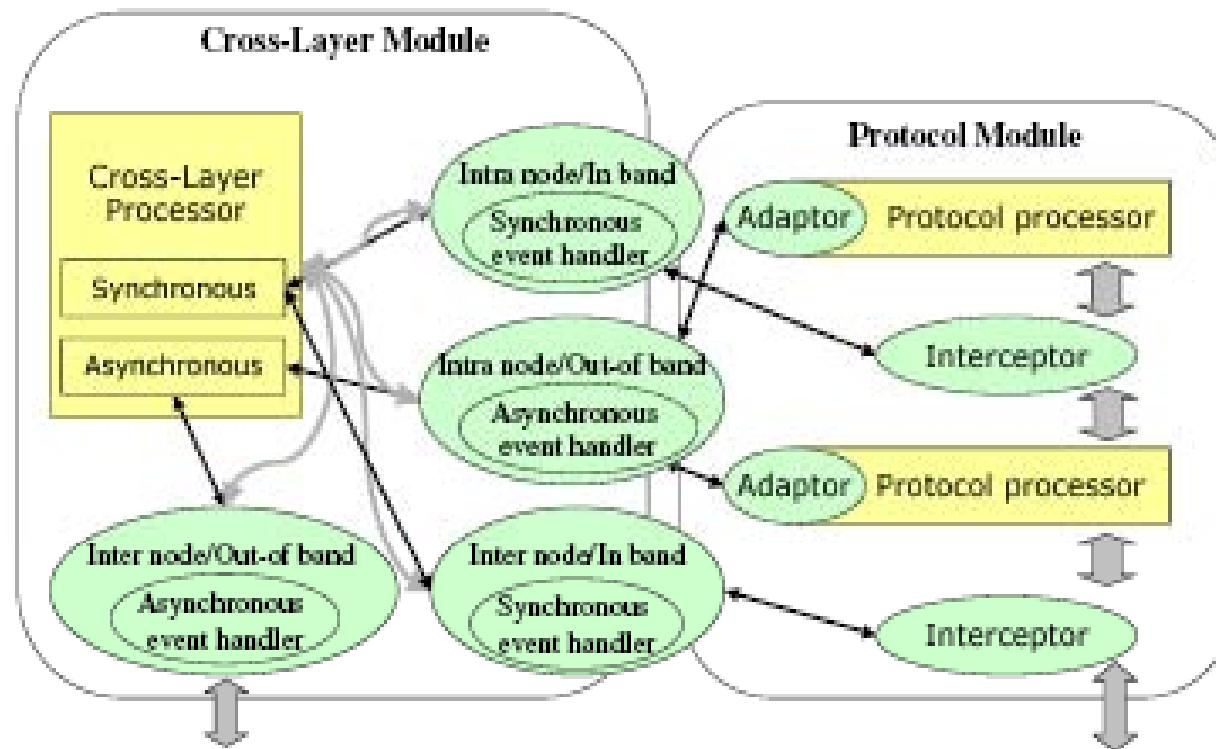 Cross-Layer Module
Protocol Module
Cross-Layer
Processor
Synchronous
Asynchronous
Intra node/In band
Synchronous
event handler
Intra node/Out-of band
Asynchronous
event handler
Inter node/Out-of band
Asynchronous
event handler
Inter node/In band
Synchronous
event handler
Adaptor
Protocol processor
Interceptor
Adaptor
Protocol processor
Interceptor